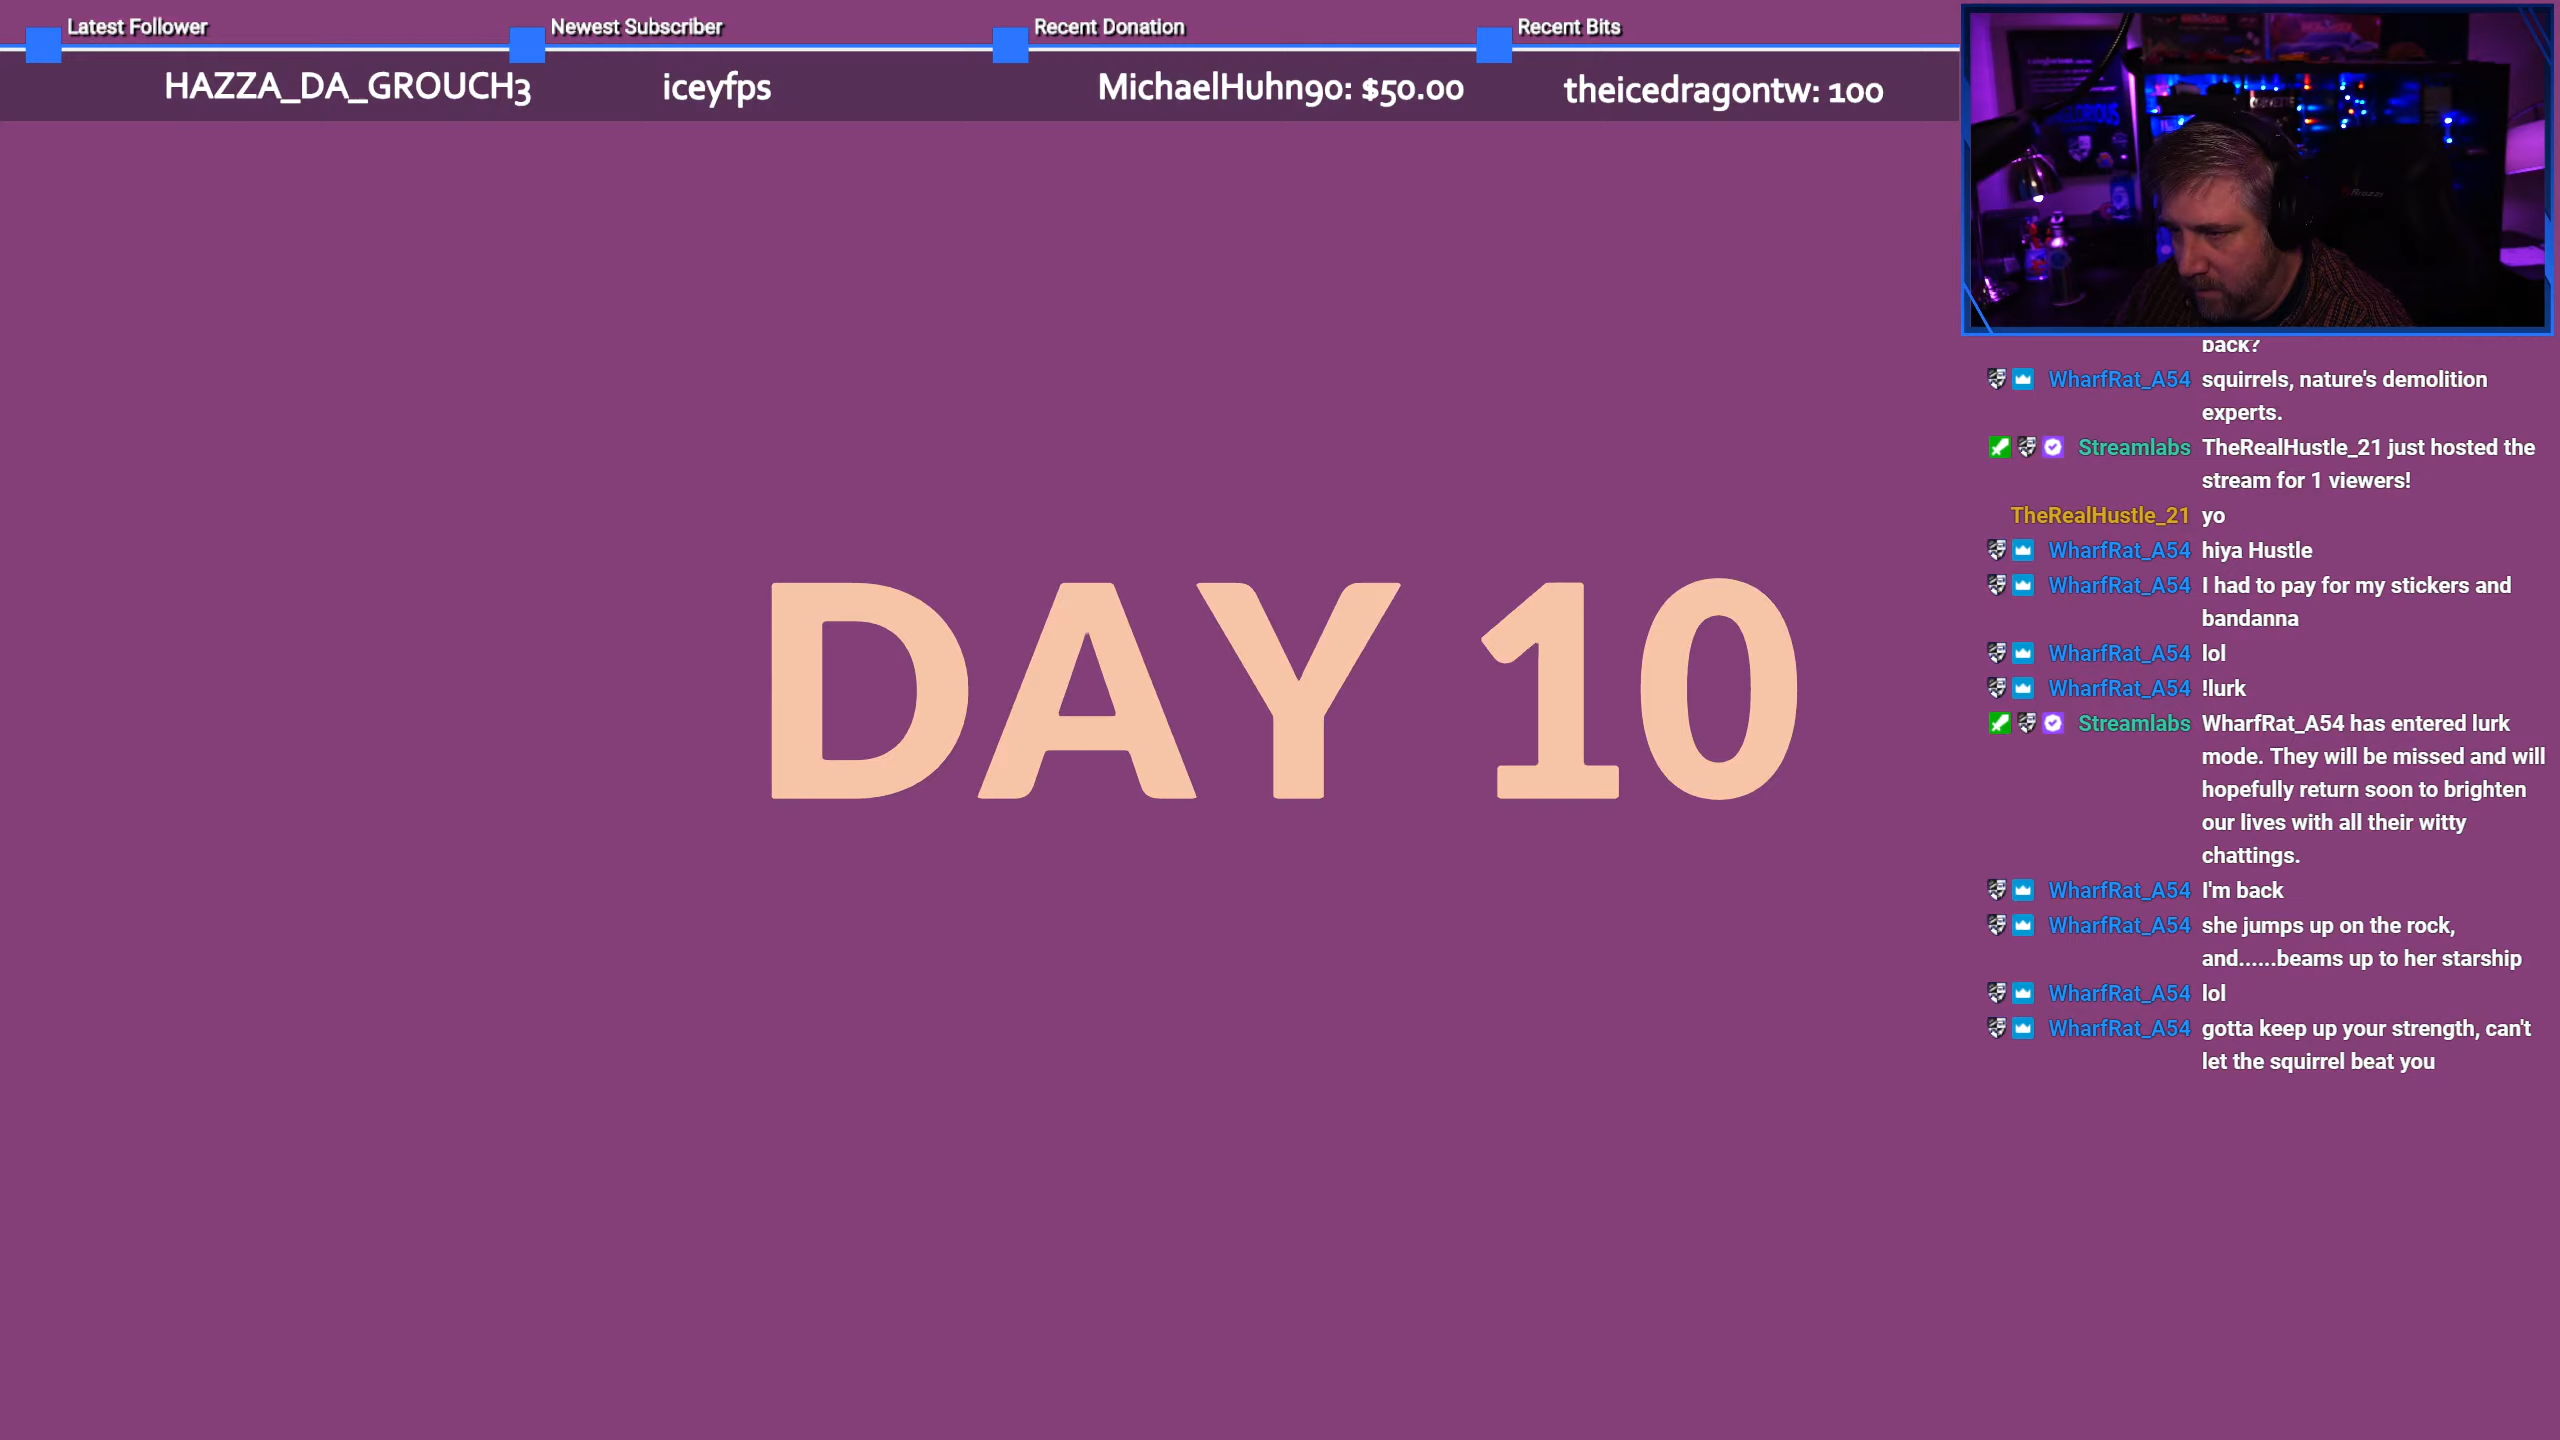 Latest Follower
Newest Subscriber
Recent Donation
Recent Bits
HAZZA_DA_GROUCH3
iceyfps
MichaelHuhn90: $50.00
theicedragontw: 100
DAY 10
back?
WharfRat_A54 squirrels, nature's demolition
experts.
Streamlabs TheRealHustle_21 just hosted the
stream for 1 viewers!
TheRealHustle_21 yo
WharfRat_A54 hiya Hustle
WharfRat_A54 I had to pay for my stickers and
bandanna
WharfRat_A54 lol
WharfRat_A54 !lurk
Streamlabs WharfRat_A54 has entered lurk
mode. They will be missed and will
hopefully return soon to brighten
our lives with all their witty
chattings.
WharfRat_A54 I'm back
WharfRat_A54 she jumps up on the rock,
and......beams up to her starship
WharfRat_A54 lol
WharfRat_A54 gotta keep up your strength, can't
let the squirrel beat you